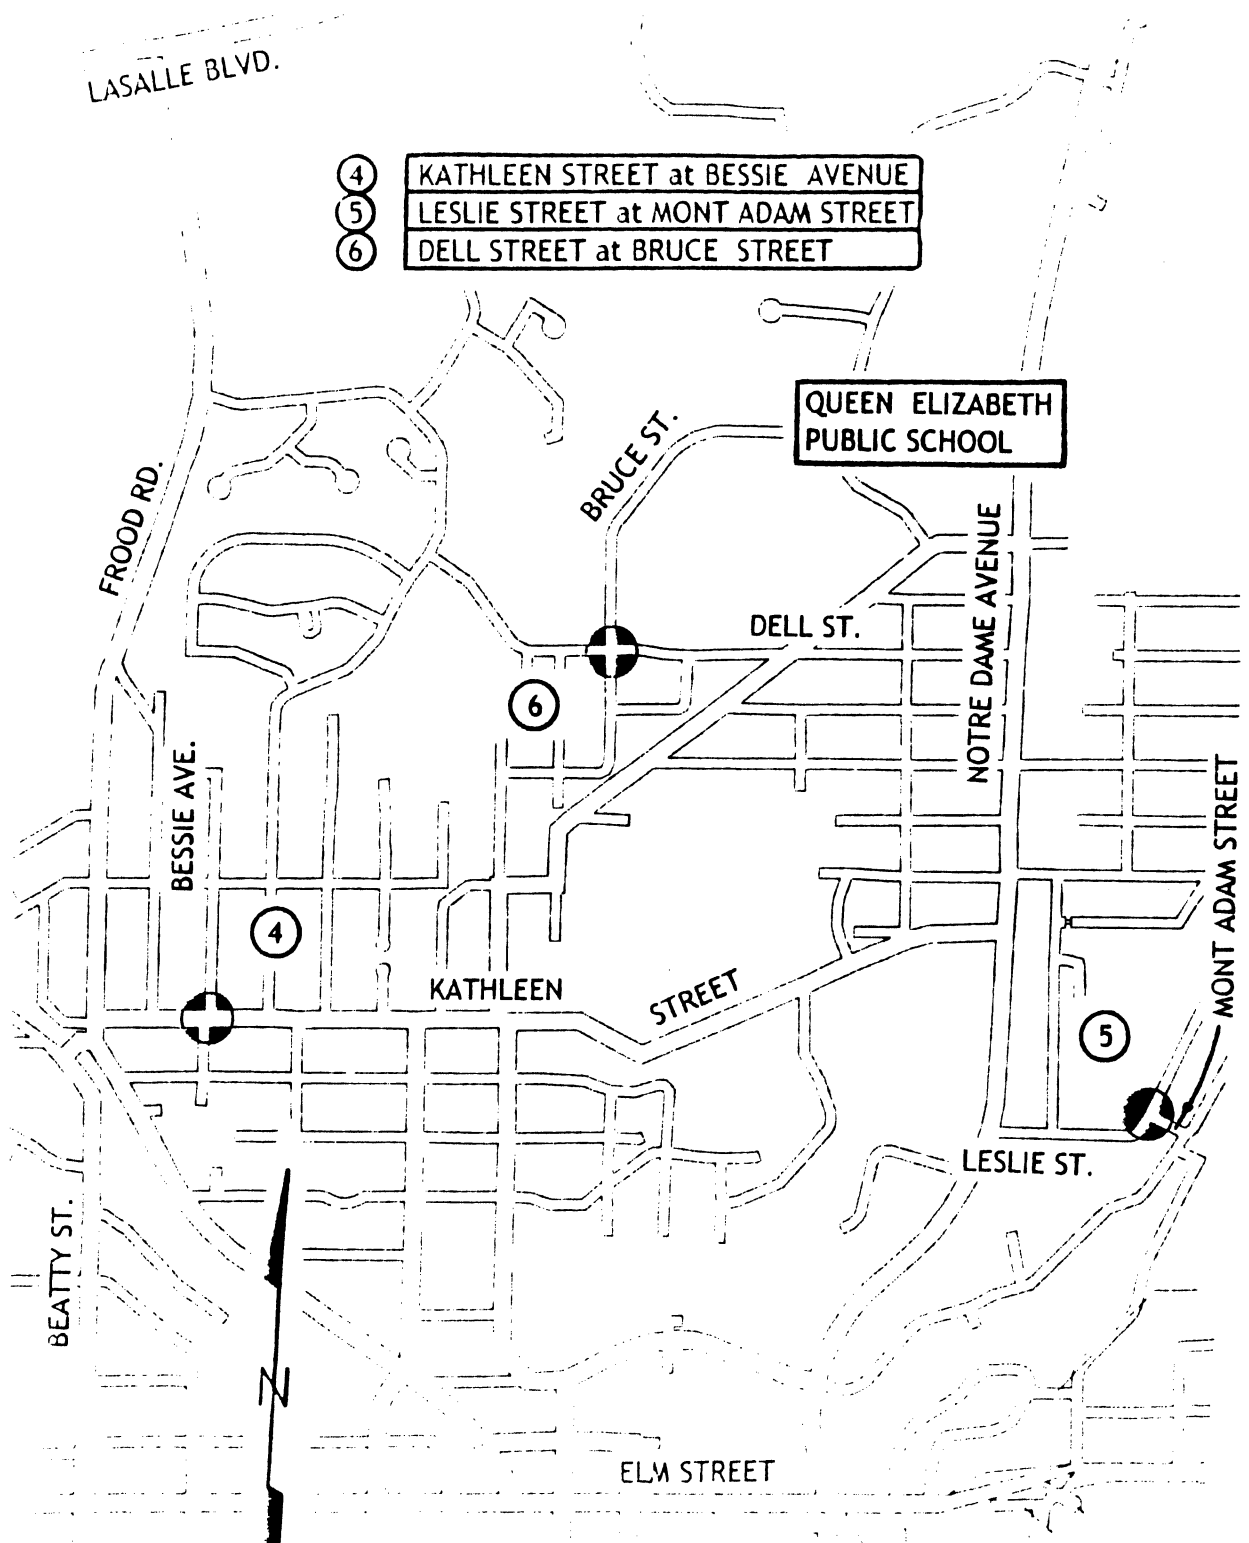 LASALLE BLVD.
4 KATHLEEN STREET at BESSIE AVENUE
5 LESLIE STREET at MONT ADAM STREET
6 DELL STREET at BRUCE STREET
QUEEN ELIZABETH
PUBLIC SCHOOL
BRUCE ST.
FROOD RD.
NOTRE DAME AVENUE
DELL ST.
6
BESSIE AVE.
MONT ADAM STREET
4
KATHLEEN
STREET
5
LESLIE ST.
BEATTY ST.
N
ELM STREET